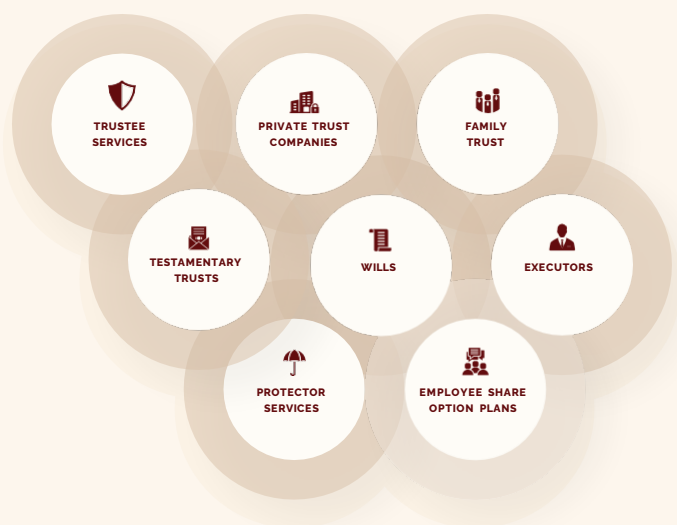 TRUSTEE
SERVICES
PRIVATE TRUST
COMPANIES
FAMILY
TRUST
TESTAMENTARY
TRUSTS
WILLS
EXECUTORS
PROTECTOR
SERVICES
EMPLOYEE SHARE
OPTION PLANS